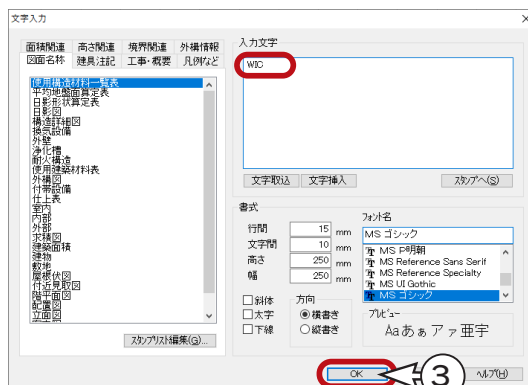 文字入力
面積関連 高さ関連 境界関連 外構情報
図面名称 建具注記 工事・概要 凡例など
使用構造材料一覧表
平均地盤面算定表
日影形状算定表
日影図
構造詳細図
換気設備
外壁
浄化槽
耐火構造
使用建築材料表
外構図
付帯設備
仕上表
室内
内部
外部
求積図
建築面積
建物
敷地
屋根伏図
付近見取図
階平面図
配置図
立面図
スタンプリスト編集(G)...
入力文字
WIC
文字取込 文字挿入 スタンプへ(S)
書式
行間 15 mm
文字間 10 mm
高さ 250 mm
幅 250 mm
斜体
太字
下線
方向
横書き
縦書き
フォント名
MS ゴシック
MS P明朝
MS Reference Sans Serif
MS Reference Specialty
MS UI Gothic
MS ゴシック
プレビュー
Aaあぁアァ亜宇
OK 3 ヘルプ(H)